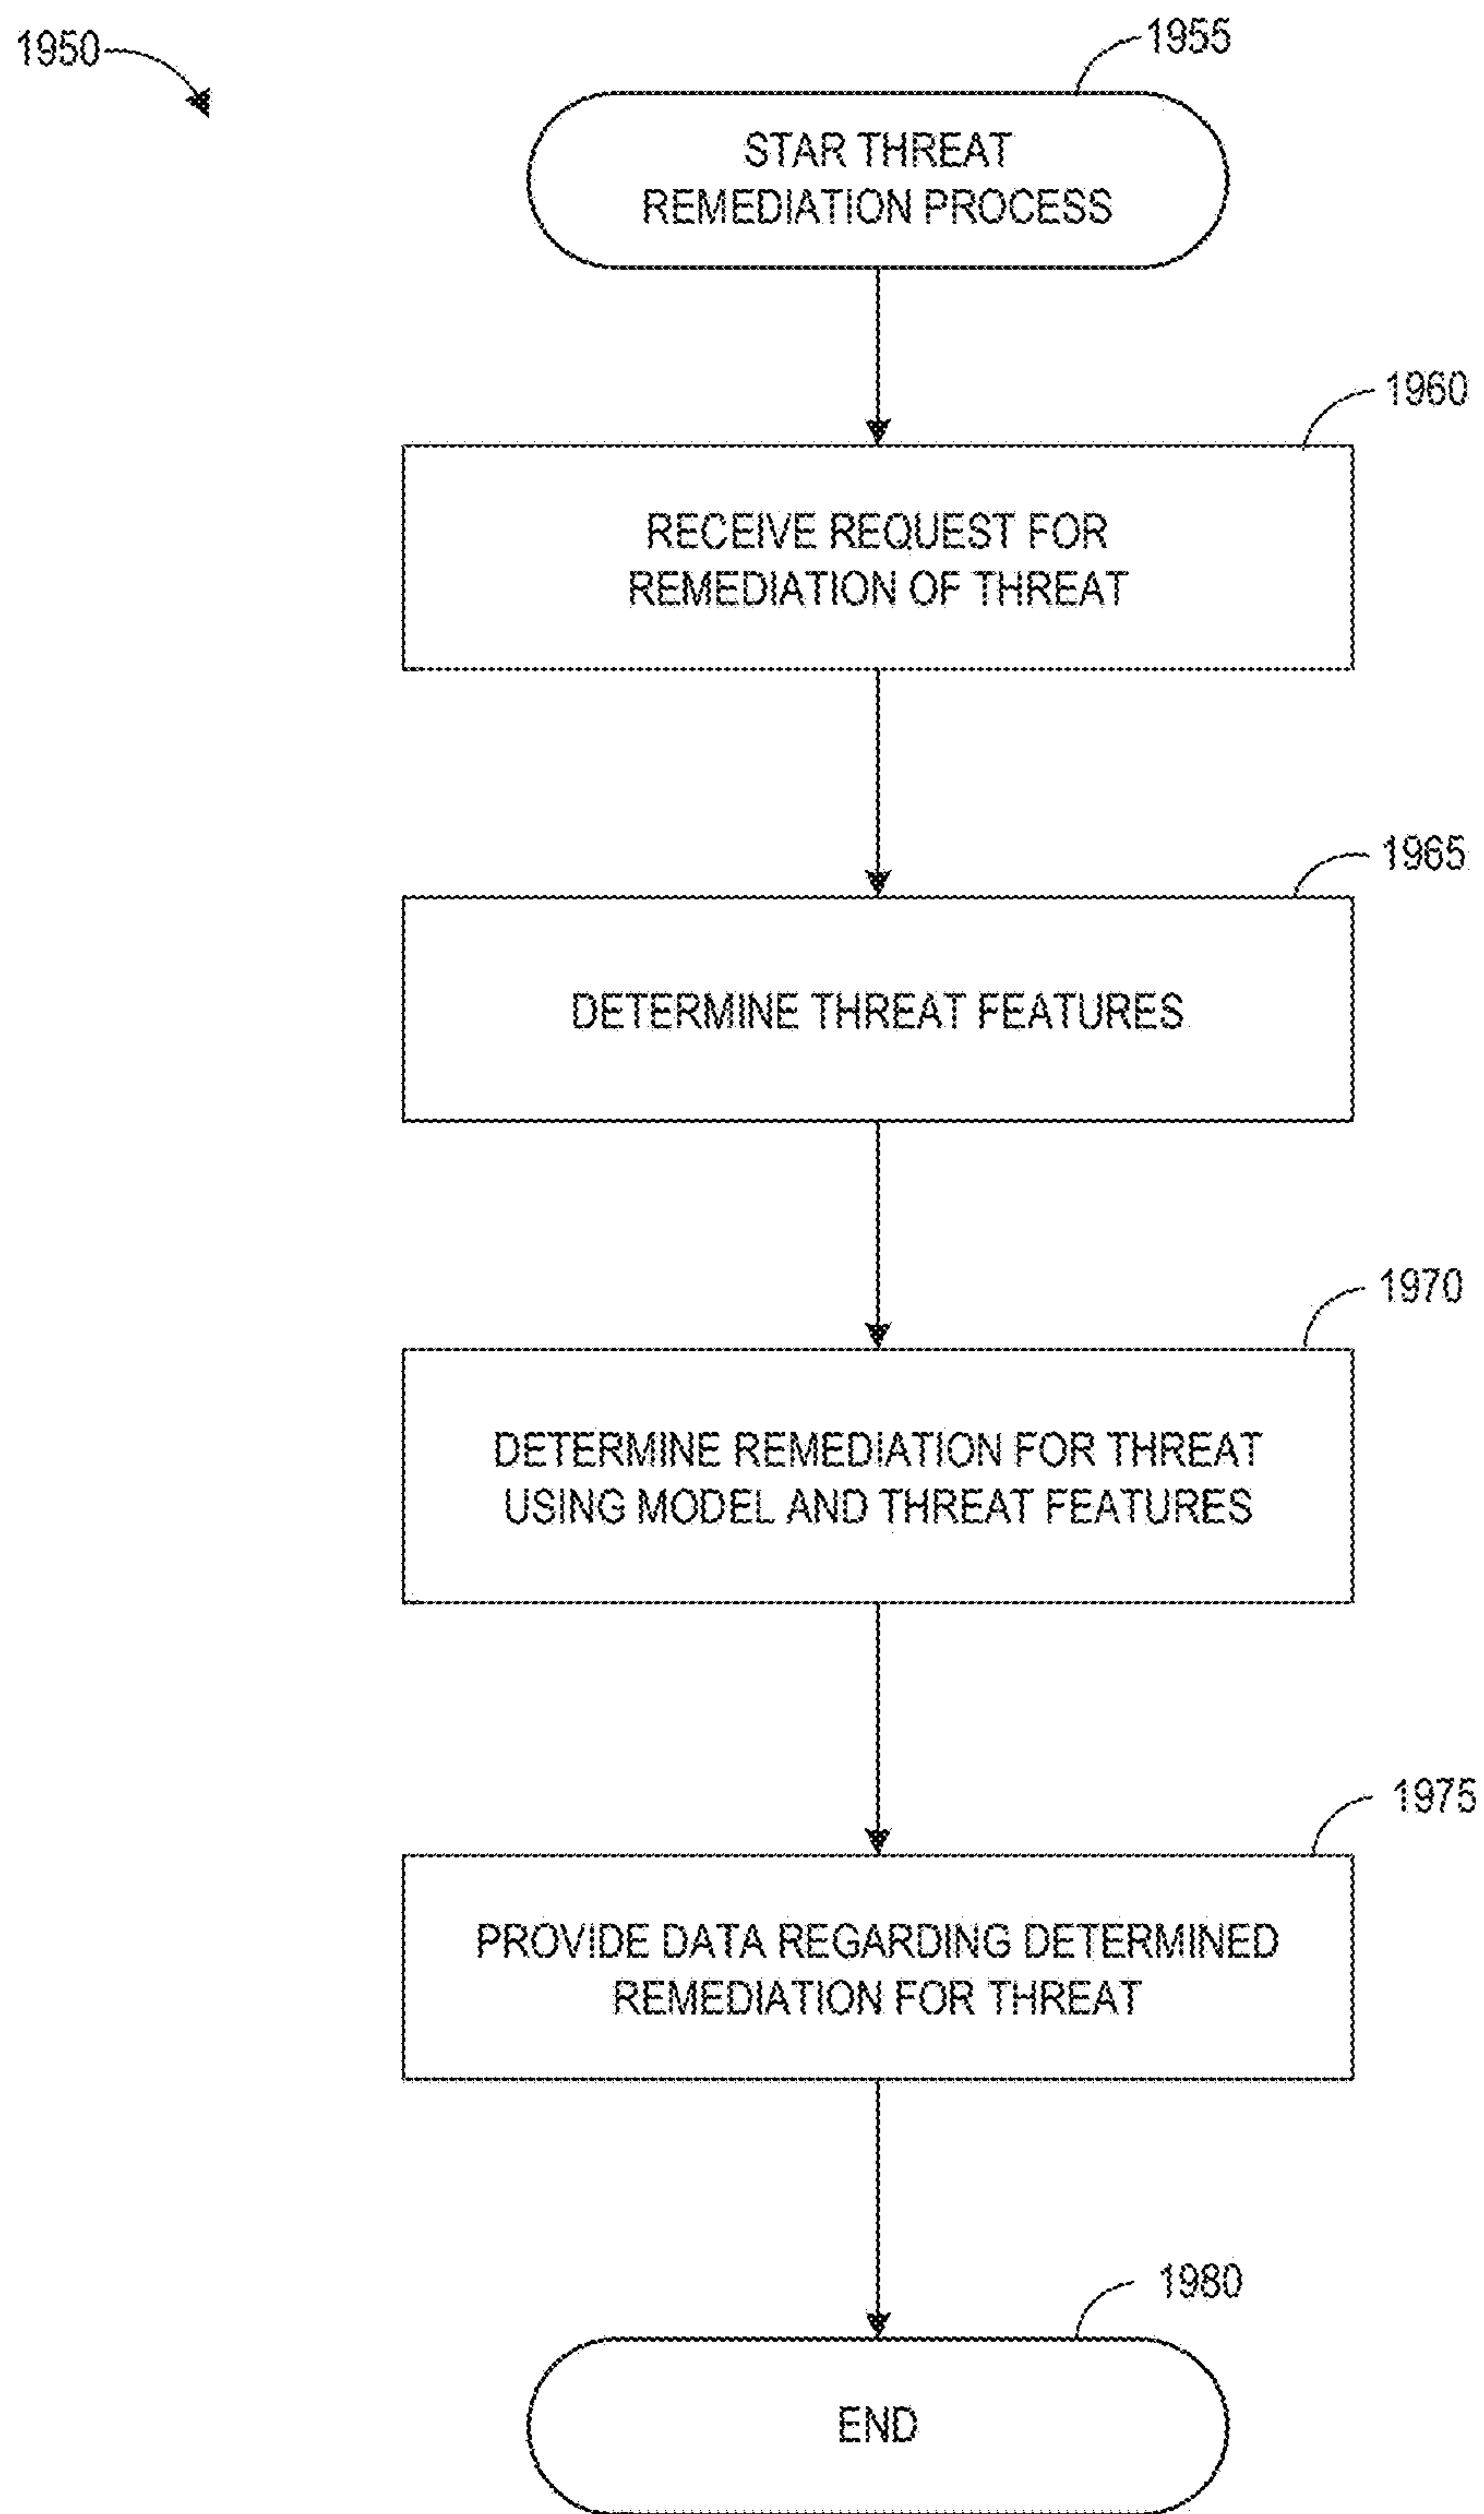 1950
1955
STAR THREAT
REMEDIATION PROCESS
1960
RECEIVE REQUEST FOR
REMEDIATION OF THREAT
1965
DETERMINE THREAT FEATURES
1970
DETERMINE REMEDIATION FOR THREAT
USING MODEL AND THREAT FEATURES
1975
PROVIDE DATA REGARDING DETERMINED
REMEDIATION FOR THREAT
1980
END